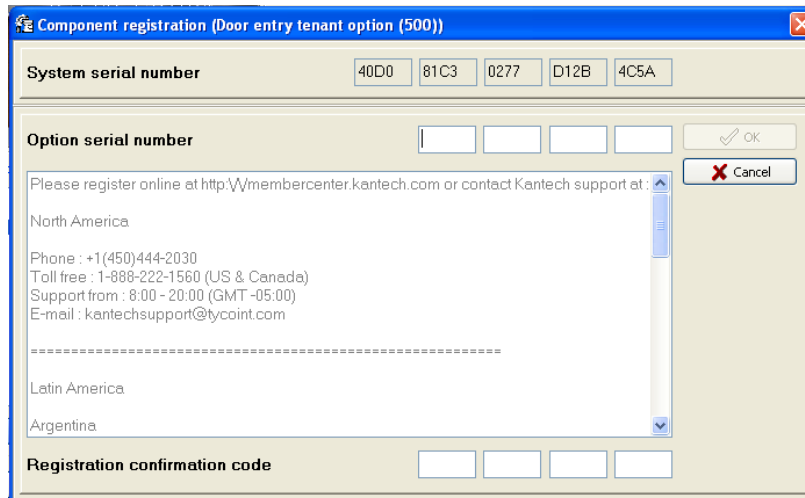 Component registration (Door entry tenant option (500))
System serial number 40D0 81C3 0277 D12B 4C5A
Option serial number
OK
Please register online at http:\/\/membercenter.kantech.com or contact Kantech support at :
Cancel
North America
Phone : +1(450)444-2030
Toll free : 1-888-222-1560 (US & Canada)
Support from : 8:00 - 20:00 (GMT -05:00)
E-mail : kantechsupport@tycoint.com
==========================================================
Latin America
Argentina
Registration confirmation code